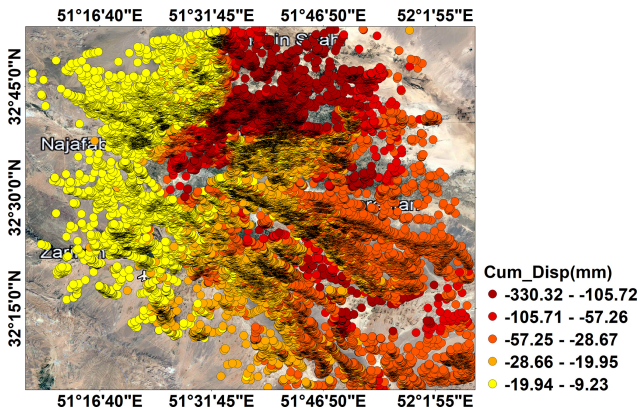 51°16'40"E 51°31'45"E 51°46'50"E 52°1'55"E
32°45'0"N
32°30'0"N
32°15'0"N
Cum_Disp(mm)
-330.32 - -105.72
-105.71 - -57.26
-57.25 - -28.67
-28.66 - -19.95
-19.94 - -9.23
51°16'40"E 51°31'45"E 51°46'50"E 52°1'55"E